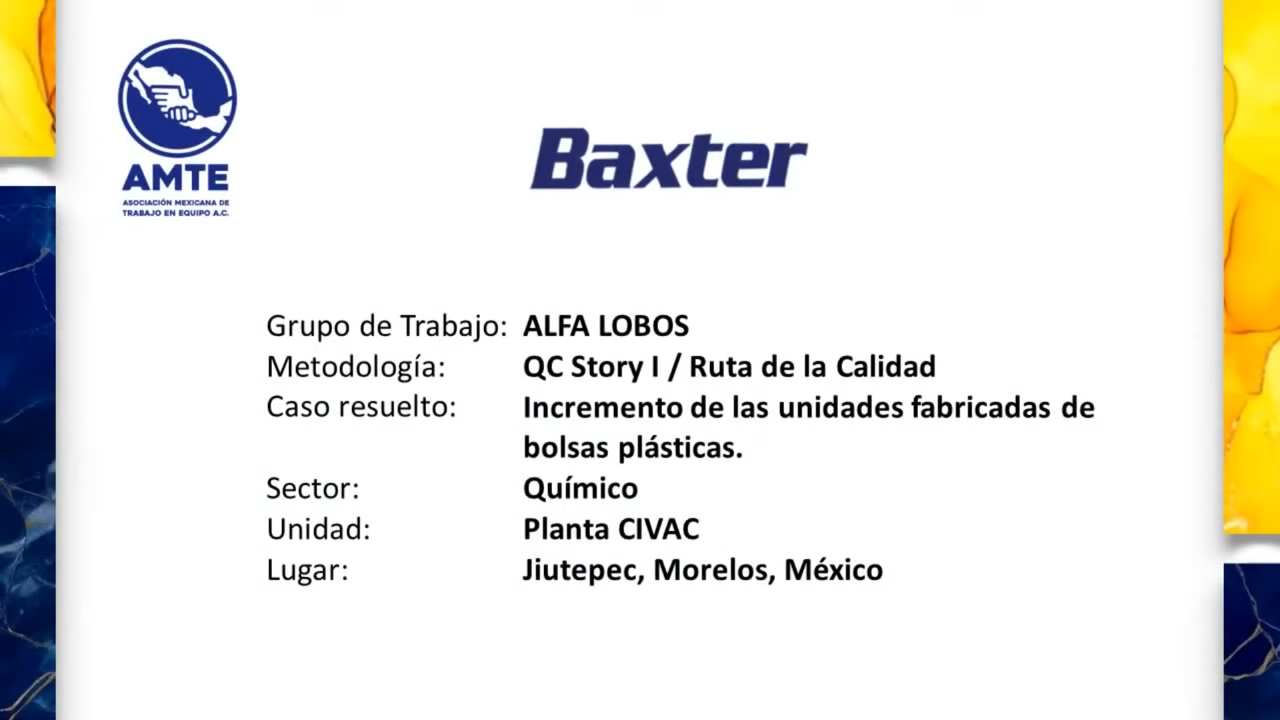 AMTE
ASOCIACIÓN MEXICANA DE
TRABAJO EN EQUIPO A.C.
Baxter
Grupo de Trabajo: ALFA LOBOS
Metodología: QC Story I / Ruta de la Calidad
Caso resuelto: Incremento de las unidades fabricadas de
bolsas plásticas.
Sector: Químico
Unidad: Planta CIVAC
Lugar: Jiutepec, Morelos, México